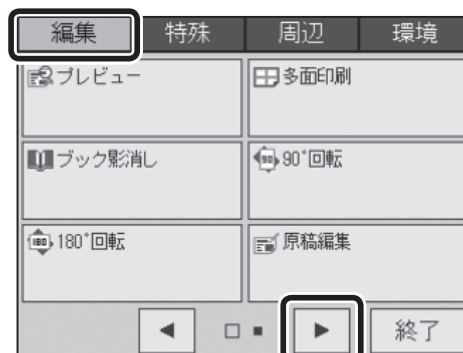 編集 特殊 周辺 環境
プレビュー 多面印刷
ブック影消し 90°回転
180°回転 原稿編集
終了